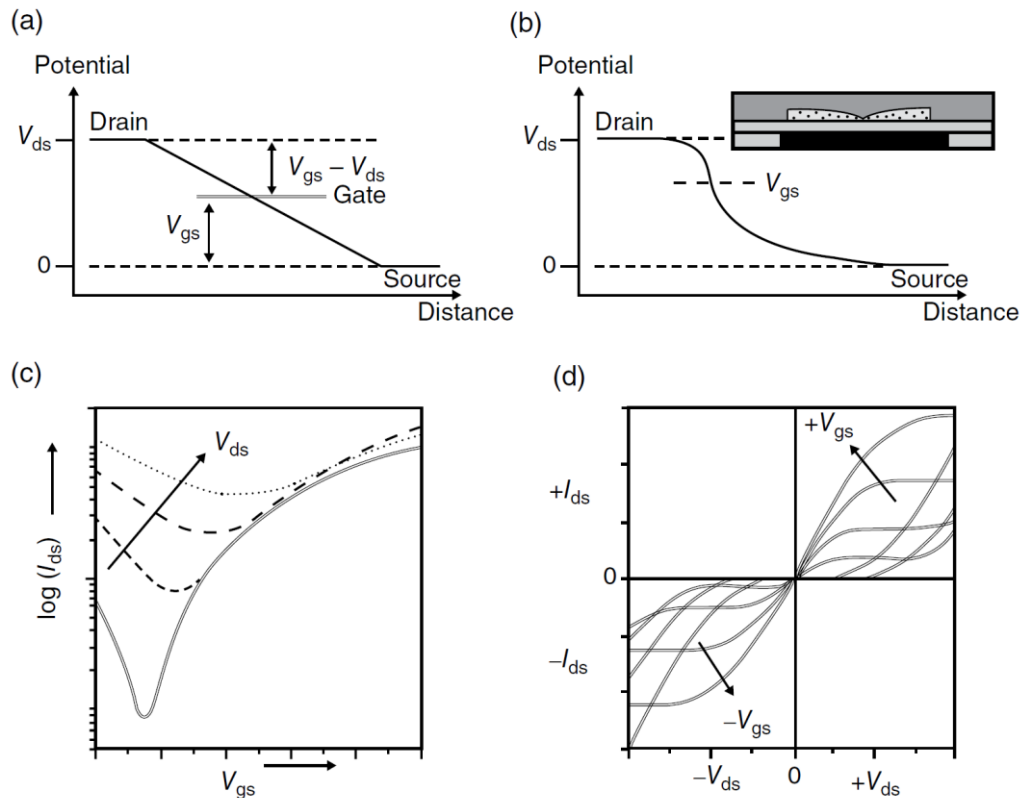 (a)
Potential
Drain
V_ds
V_gs – V_ds
Gate
V_gs
0
Source
Distance
(b)
Potential
V_ds
V_gs
0
Source
Distance
(c)
V_ds
log (I_ds)
V_gs
(d)
+V_gs
+I_ds
0
–I_ds
–V_gs
–V_ds
0
+V_ds